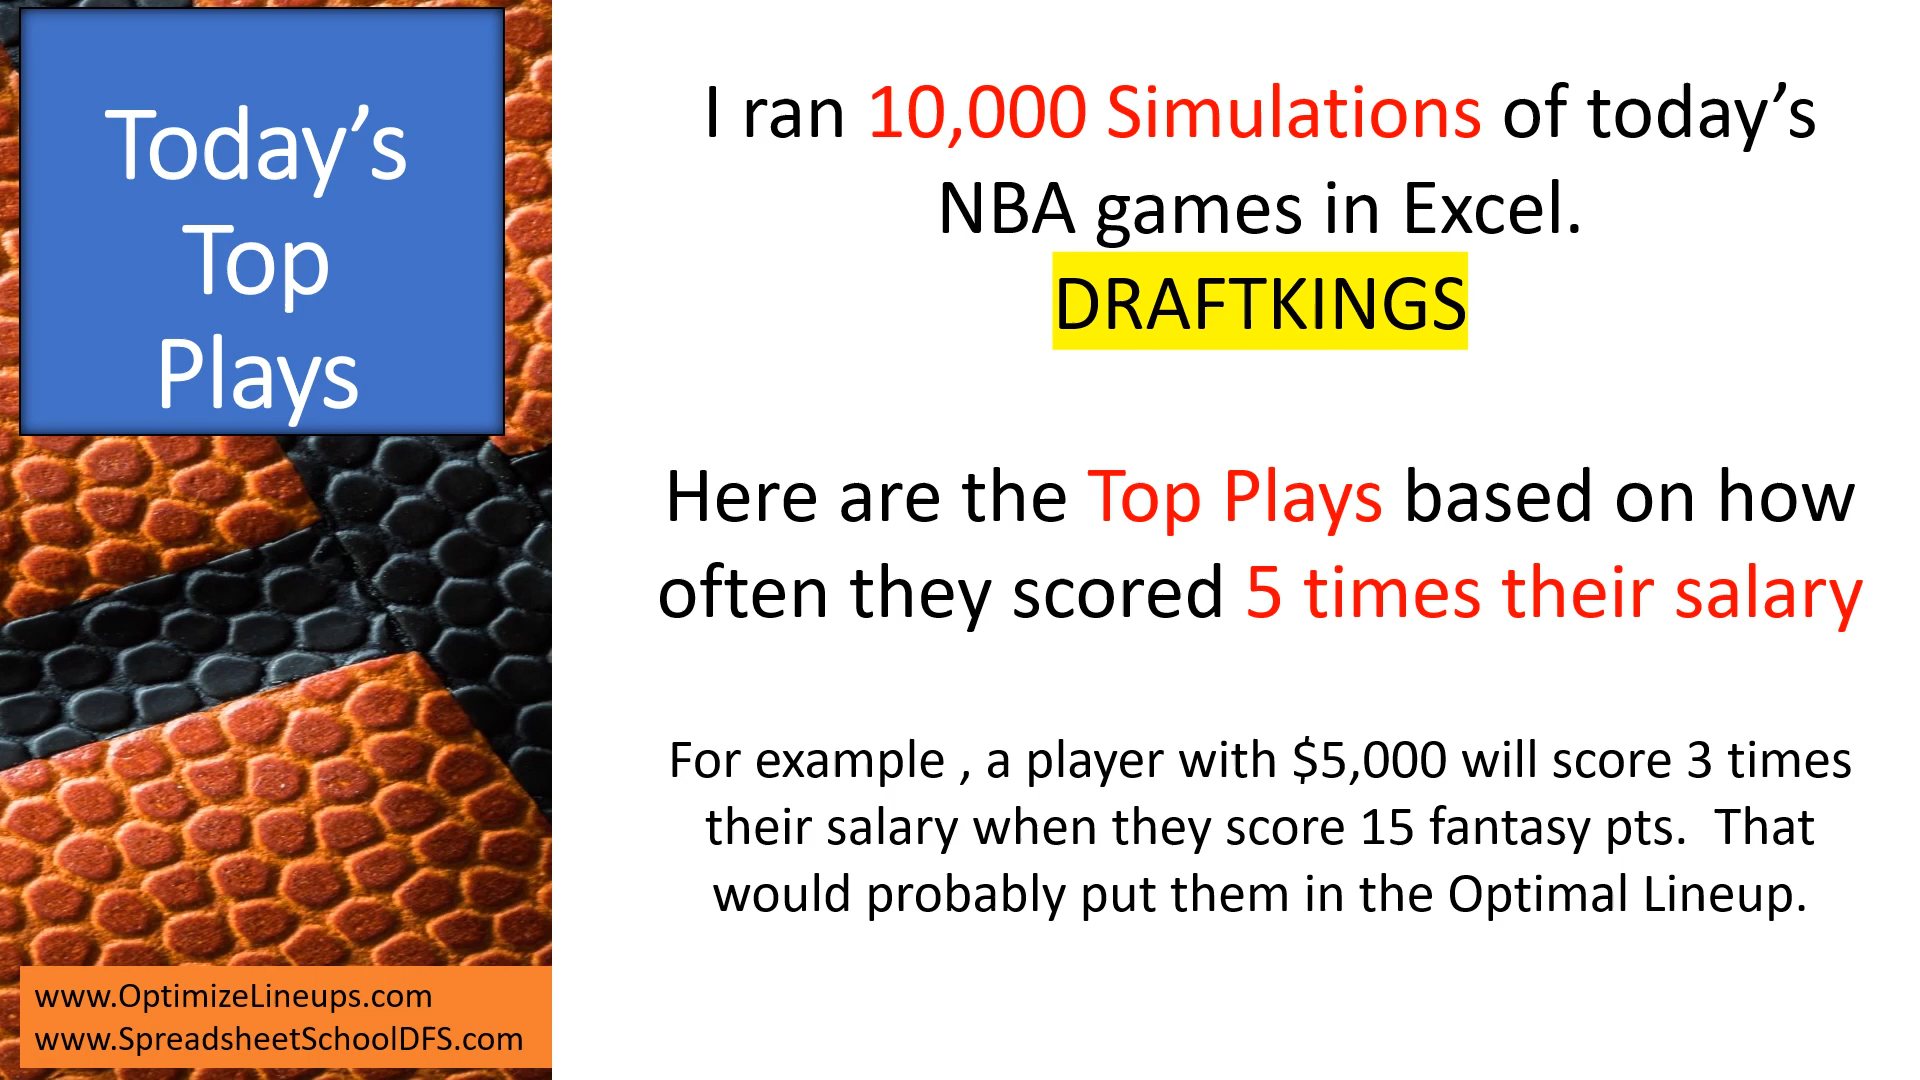 Today’s
Top
Plays
I ran 10,000 Simulations of today’s
NBA games in Excel.
DRAFTKINGS
Here are the Top Plays based on how
often they scored 5 times their salary
For example , a player with $5,000 will score 3 times
their salary when they score 15 fantasy pts.  That
would probably put them in the Optimal Lineup.
www.OptimizeLineups.com
www.SpreadsheetSchoolDFS.com